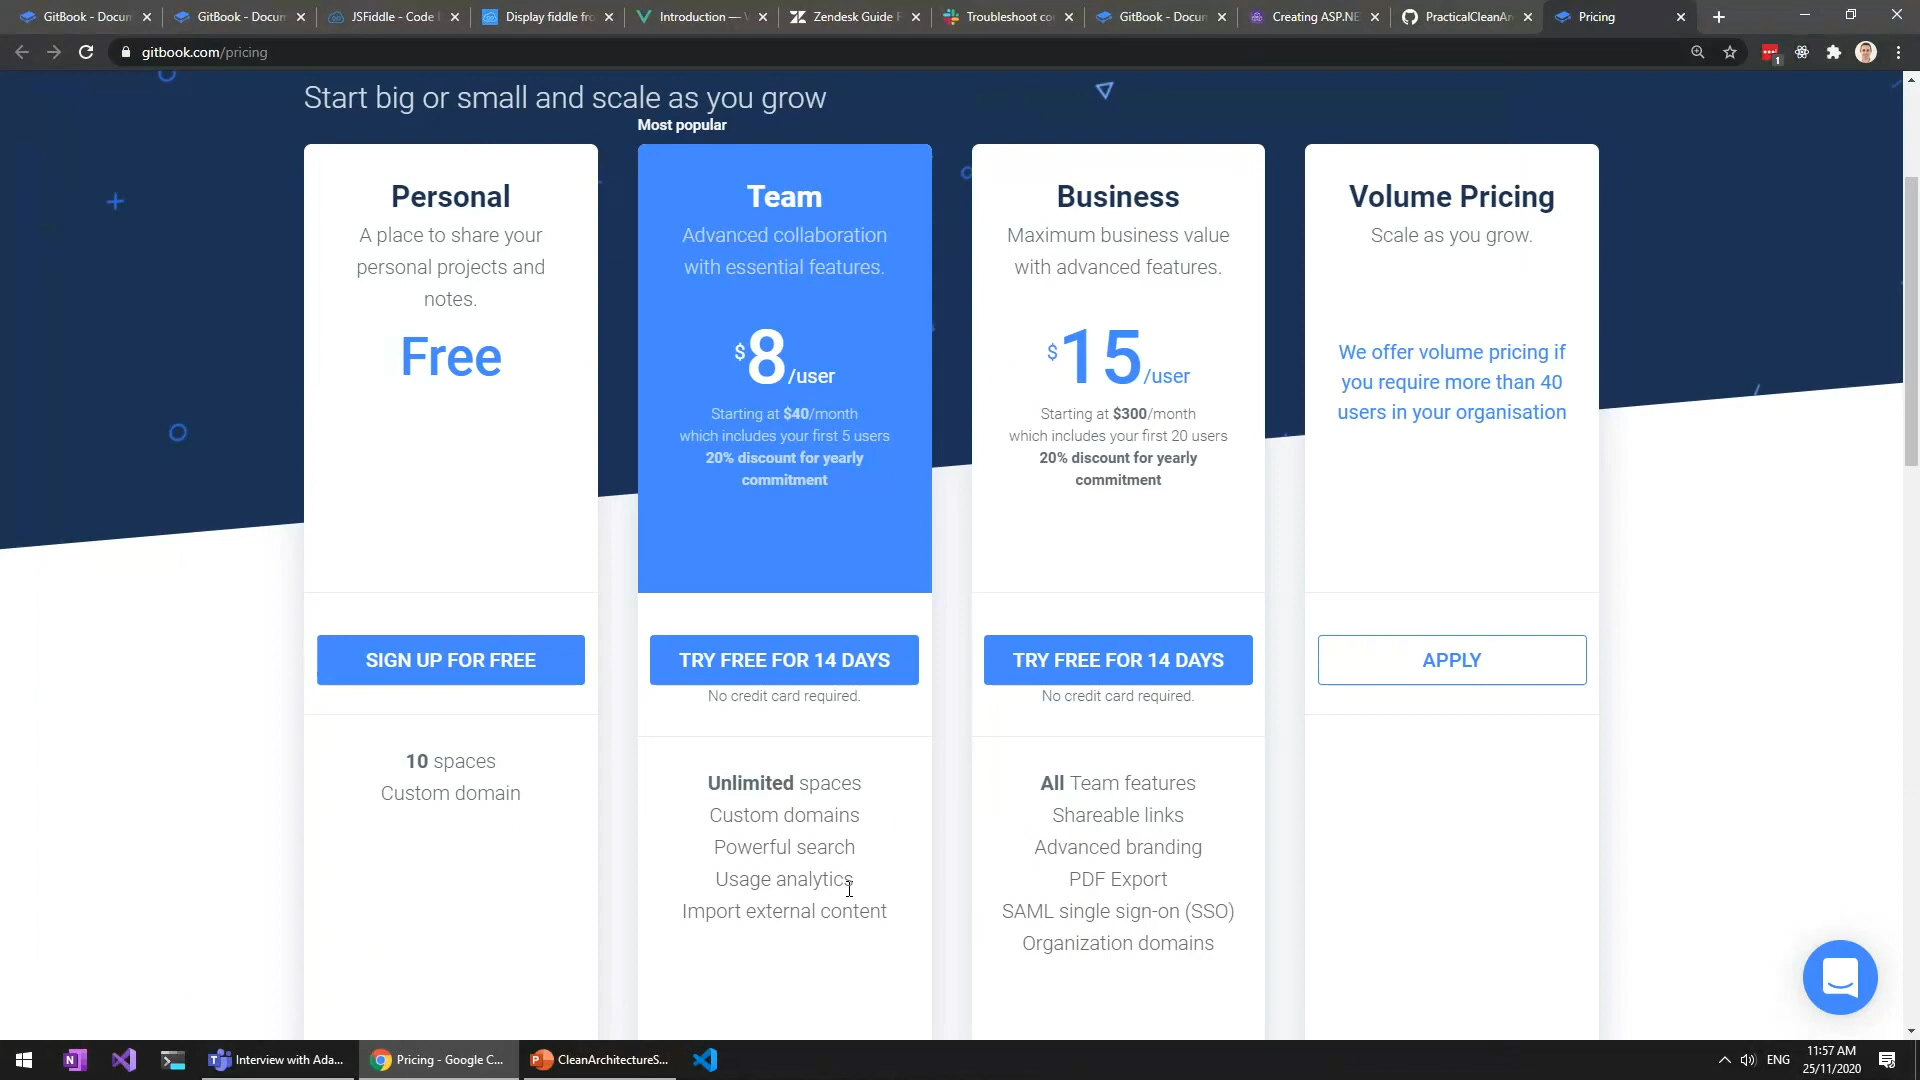 GitBook - Docum
GitBook - Docum
JSFiddle - Code
Display fiddle fro
Introduction —
Zendesk Guide
Troubleshoot co
GitBook - Docum
Creating ASP.NE
PracticalCleanAr
Pricing
gitbook.com/pricing
1
Start big or small and scale as you grow
Most popular
Personal
A place to share your
personal projects and
notes.
Free
SIGN UP FOR FREE
10 spaces
Custom domain
Team
Advanced collaboration
with essential features.
$8/user
Starting at $40/month
which includes your first 5 users
20% discount for yearly
commitment
TRY FREE FOR 14 DAYS
No credit card required.
Unlimited spaces
Custom domains
Powerful search
Usage analytics
Import external content
Business
Maximum business value
with advanced features.
$15/user
Starting at $300/month
which includes your first 20 users
20% discount for yearly
commitment
TRY FREE FOR 14 DAYS
No credit card required.
All Team features
Shareable links
Advanced branding
PDF Export
SAML single sign-on (SSO)
Organization domains
Volume Pricing
Scale as you grow.
We offer volume pricing if
you require more than 40
users in your organisation
APPLY
Interview with Ada...
Pricing - Google C...
CleanArchitectureS...
ENG
11:57 AM
25/11/2020